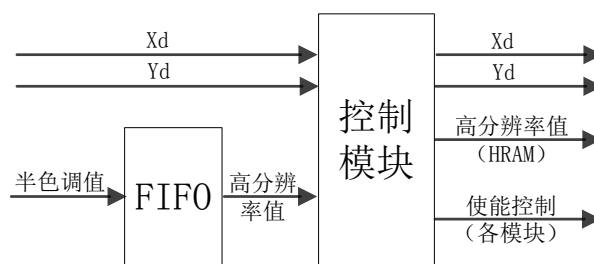 Xd
Yd
半色调值
FIFO
高分辨
率值
控制
模块
Xd
Yd
高分辨率值
（HRAM）
使能控制
（各模块）